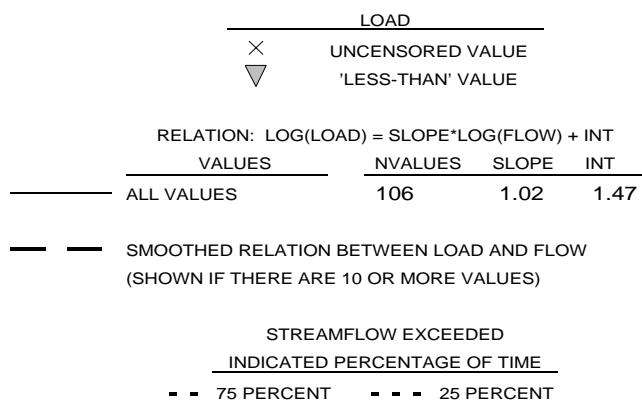 LOAD
UNCENSORED VALUE
'LESS-THAN' VALUE
RELATION: LOG(LOAD) = SLOPE*LOG(FLOW) + INT
VALUES NVALUES SLOPE INT
ALL VALUES 106 1.02 1.47
SMOOTHED RELATION BETWEEN LOAD AND FLOW
(SHOWN IF THERE ARE 10 OR MORE VALUES)
STREAMFLOW EXCEEDED
INDICATED PERCENTAGE OF TIME
75 PERCENT 25 PERCENT